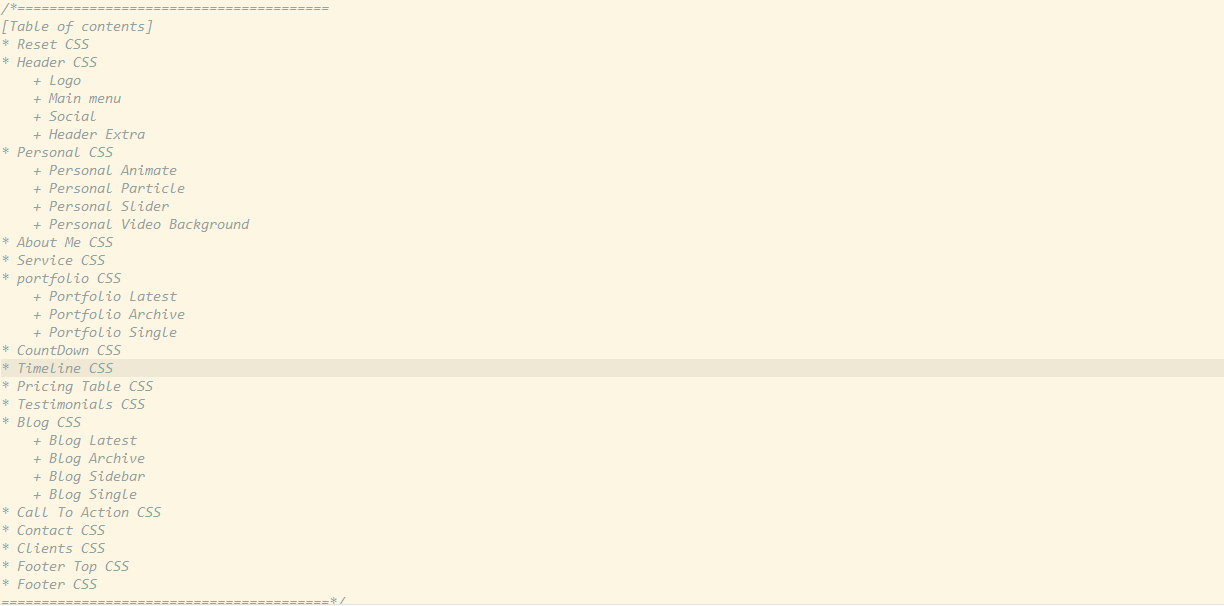 /*=======================================
[Table of contents]
* Reset CSS
* Header CSS
    + Logo
    + Main menu
    + Social
    + Header Extra
* Personal CSS
    + Personal Animate
    + Personal Particle
    + Personal Slider
    + Personal Video Background
* About Me CSS
* Service CSS
* portfolio CSS
    + Portfolio Latest
    + Portfolio Archive
    + Portfolio Single
* CountDown CSS
* Timeline CSS
* Pricing Table CSS
* Testimonials CSS
* Blog CSS
    + Blog Latest
    + Blog Archive
    + Blog Sidebar
    + Blog Single
* Call To Action CSS
* Contact CSS
* Clients CSS
* Footer Top CSS
* Footer CSS
=========================================*/